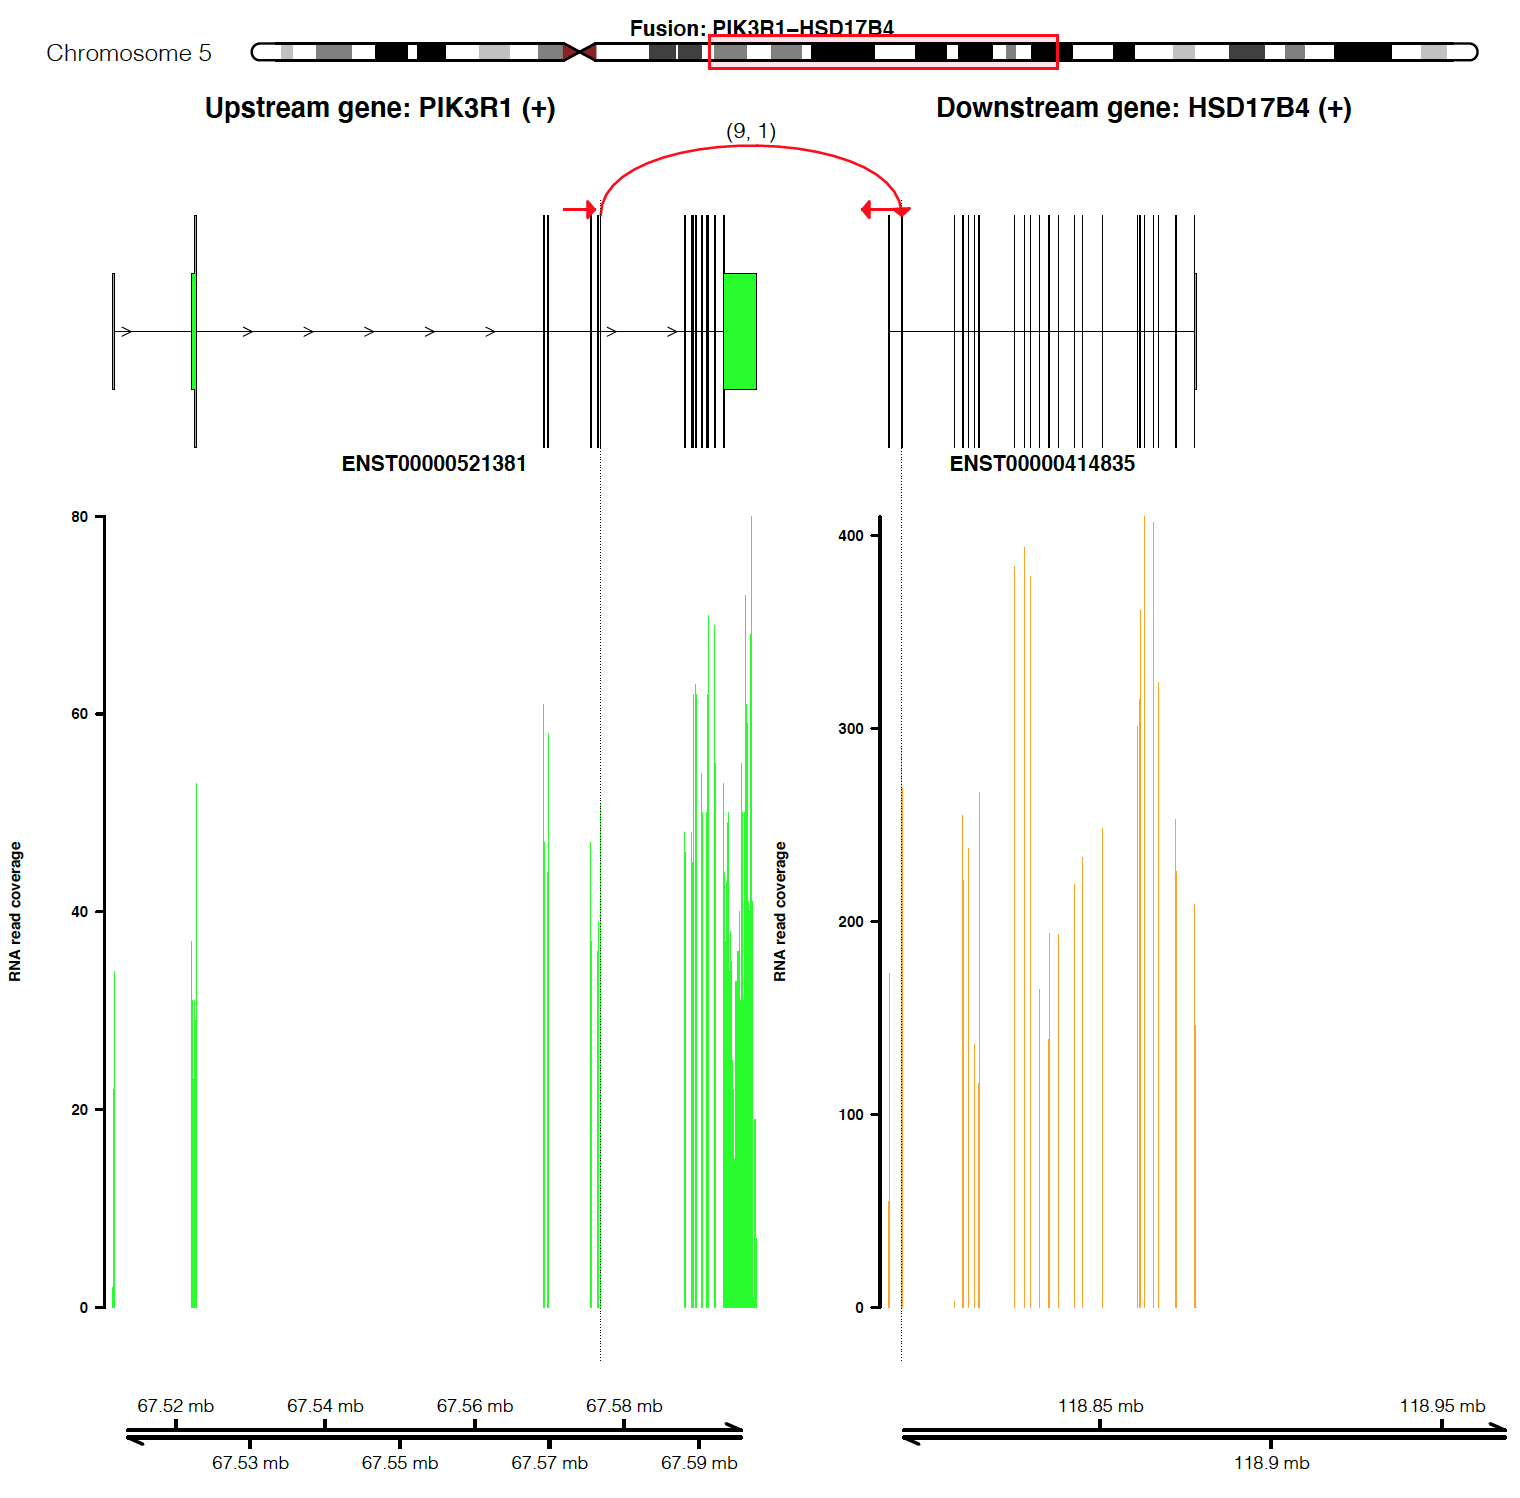 Fusion: PIK3R1−HSD17B4
Chromosome 5
Upstream gene: PIK3R1 (+)
Downstream gene: HSD17B4 (+)
(9, 1)
ENST00000521381
ENST00000414835
RNA read coverage
80
60
40
20
0
RNA read coverage
400
300
200
100
0
67.52 mb
67.54 mb
67.56 mb
67.58 mb
67.53 mb
67.55 mb
67.57 mb
67.59 mb
118.85 mb
118.95 mb
118.9 mb